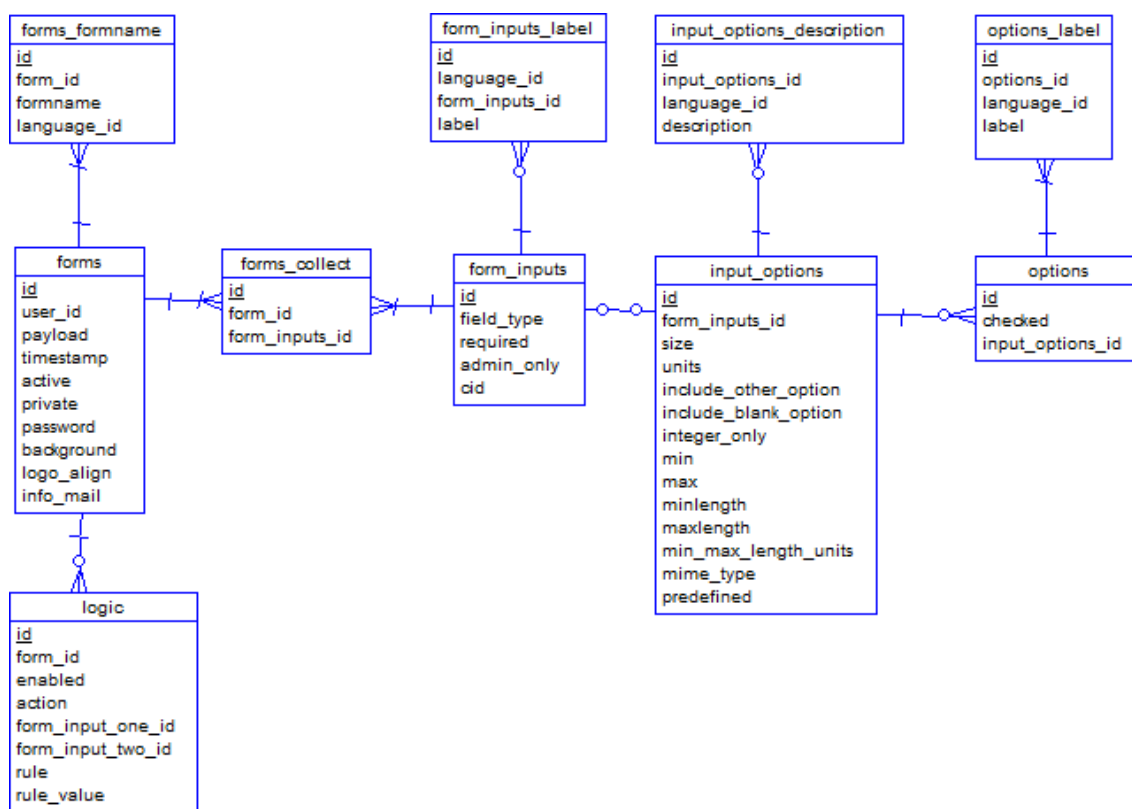 forms_formname
id
form_id
formname
language_id
form_inputs_label
id
language_id
form_inputs_id
label
input_options_description
id
input_options_id
language_id
description
options_label
id
options_id
language_id
label
forms
id
user_id
payload
timestamp
active
private
password
background
logo_align
info_mail
forms_collect
id
form_id
form_inputs_id
form_inputs
id
field_type
required
admin_only
cid
input_options
id
form_inputs_id
size
units
include_other_option
include_blank_option
integer_only
min
max
minlength
maxlength
min_max_length_units
mime_type
predefined
options
id
checked
input_options_id
logic
id
form_id
enabled
action
form_input_one_id
form_input_two_id
rule
rule_value